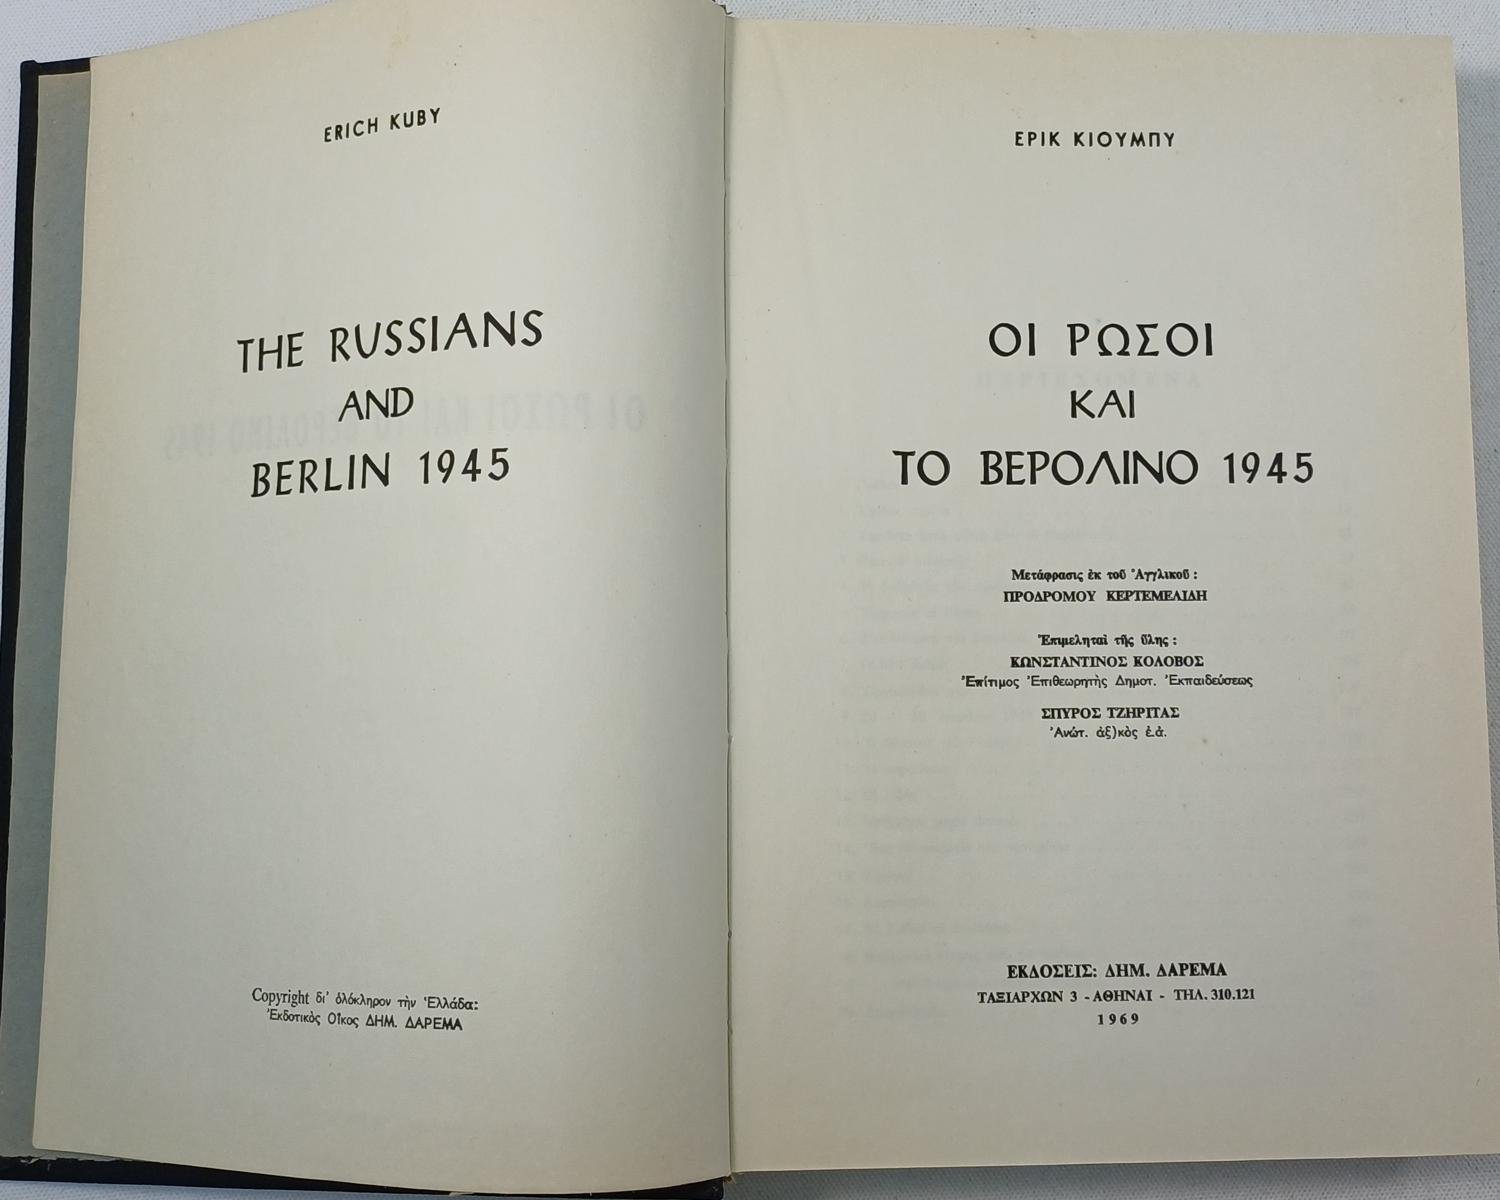 ERICH KUBY
THE RUSSIANS
AND
BERLIN 1945
Copyright δι' ὁλόκληρον τὴν Ἑλλάδα:
Ἐκδοτικὸς Οἶκος ΔΗΜ. ΔΑΡΕΜΑ
ΕΡΙΚ ΚΙΟΥΜΠΥ
ΟΙ ΡΩΣΟΙ
ΚΑΙ
ΤΟ ΒΕΡΟΛΙΝΟ 1945
Μετάφρασις ἐκ τοῦ Ἀγγλικοῦ :
ΠΡΟΔΡΟΜΟΥ ΚΕΡΤΕΜΕΛΙΔΗ
Ἐπιμεληταὶ τῆς ὕλης :
ΚΩΝΣΤΑΝΤΙΝΟΣ ΚΟΛΟΒΟΣ
Ἐπίτιμος Ἐπιθεωρητὴς Δημοτ. Ἐκπαιδεύσεως
ΣΠΥΡΟΣ ΤΖΗΡΙΤΑΣ
Ἀνώτ. ἀξ)κὸς ἐ.ἀ.
ΕΚΔΟΣΕΙΣ: ΔΗΜ. ΔΑΡΕΜΑ
ΤΑΞΙΑΡΧΩΝ 3 - ΑΘΗΝΑΙ - ΤΗΛ. 310.121
1969